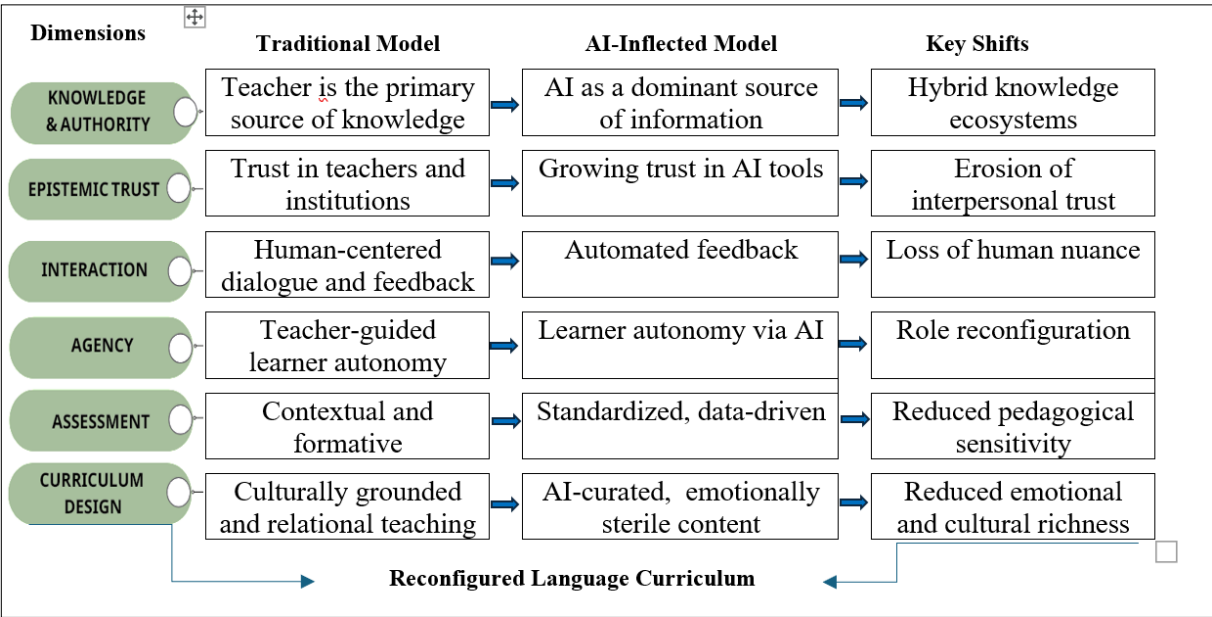 Dimensions
Traditional Model
AI-Inflected Model
Key Shifts
KNOWLEDGE
& AUTHORITY
Teacher is the primary
source of knowledge
AI as a dominant source
of information
Hybrid knowledge
ecosystems
EPISTEMIC TRUST
Trust in teachers and
institutions
Growing trust in AI tools
Erosion of
interpersonal trust
INTERACTION
Human-centered
dialogue and feedback
Automated feedback
Loss of human nuance
AGENCY
Teacher-guided
learner autonomy
Learner autonomy via AI
Role reconfiguration
ASSESSMENT
Contextual and
formative
Standardized, data-driven
Reduced pedagogical
sensitivity
CURRICULUM
DESIGN
Culturally grounded
and relational teaching
AI-curated, emotionally
sterile content
Reduced emotional
and cultural richness
Reconfigured Language Curriculum